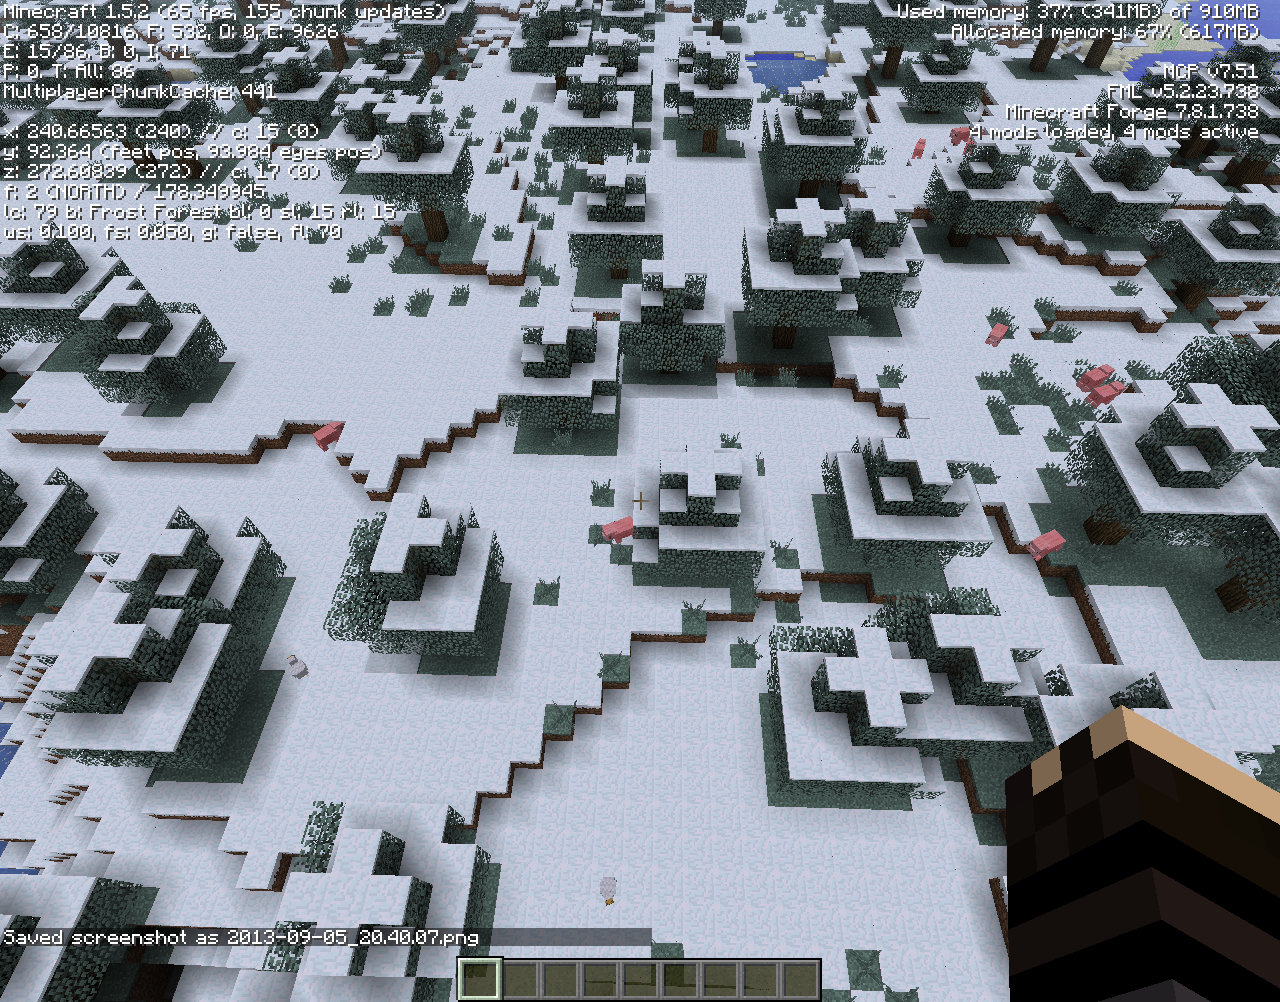 Minecraft 1.5.2 (65 fps, 155 chunk updates)
C: 658/10816, F: 532, O: 0, E: 9626
E: 15/86, B: 0, I: 71
P: 0, T: All: 86
MultiplayerChunkCache: 441
x: 240.66563 (240) // c: 15 (0)
y: 92.364 (feet pos, 93.984 eyes pos)
z: 272.60839 (272) // c: 17 (0)
f: 2 (NORTH) / 178.349945
lc: 79 b: Frost Forest bl: 0 sl: 15 rl: 15
ws: 0.100, fs: 0.050, g: false, fl: 70
Used memory: 37% (341MB) of 910MB
Allocated memory: 67% (617MB)
MCP v7.51
FML v5.2.23.738
Minecraft Forge 7.8.1.738
4 mods loaded, 4 mods active
Saved screenshot as 2013-09-05_20.40.07.png